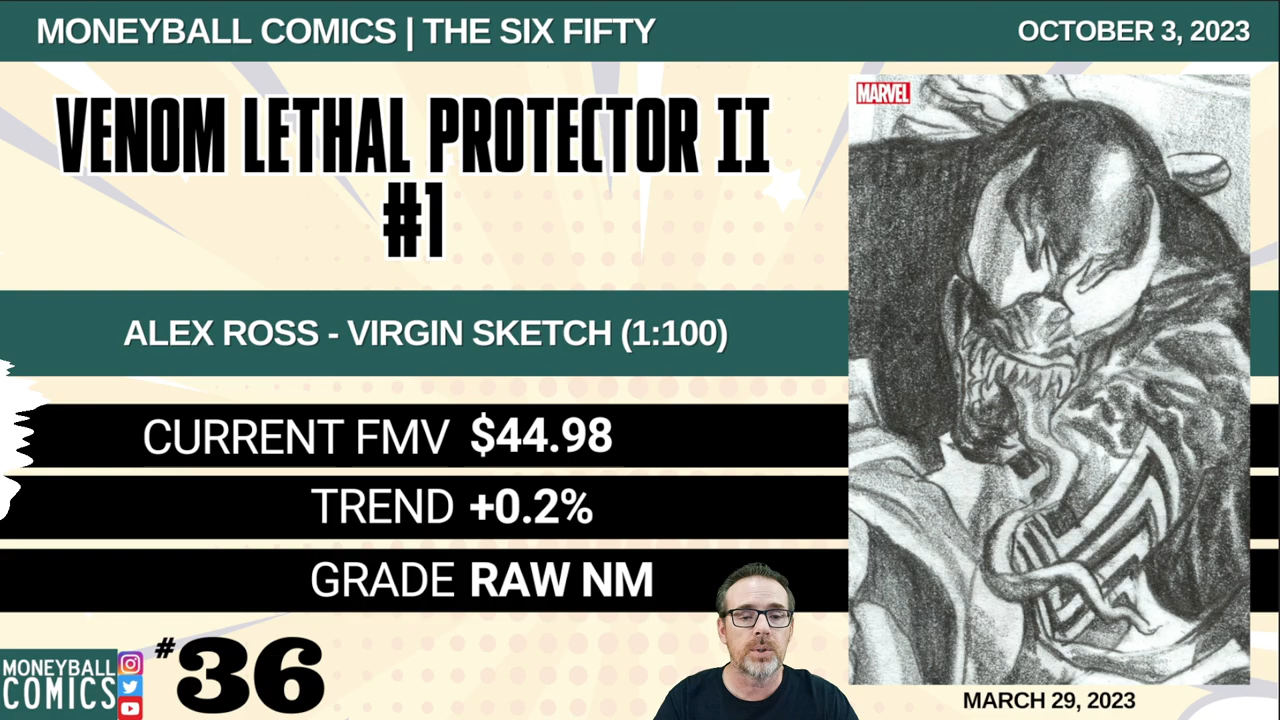 MONEYBALL COMICS | THE SIX FIFTY
OCTOBER 3, 2023
VENOM LETHAL PROTECTOR II
#1
MARVEL
ALEX ROSS - VIRGIN SKETCH (1:100)
CURRENT FMV $44.98
TREND +0.2%
GRADE RAW NM
MONEYBALL
COMICS
#36
MARCH 29, 2023